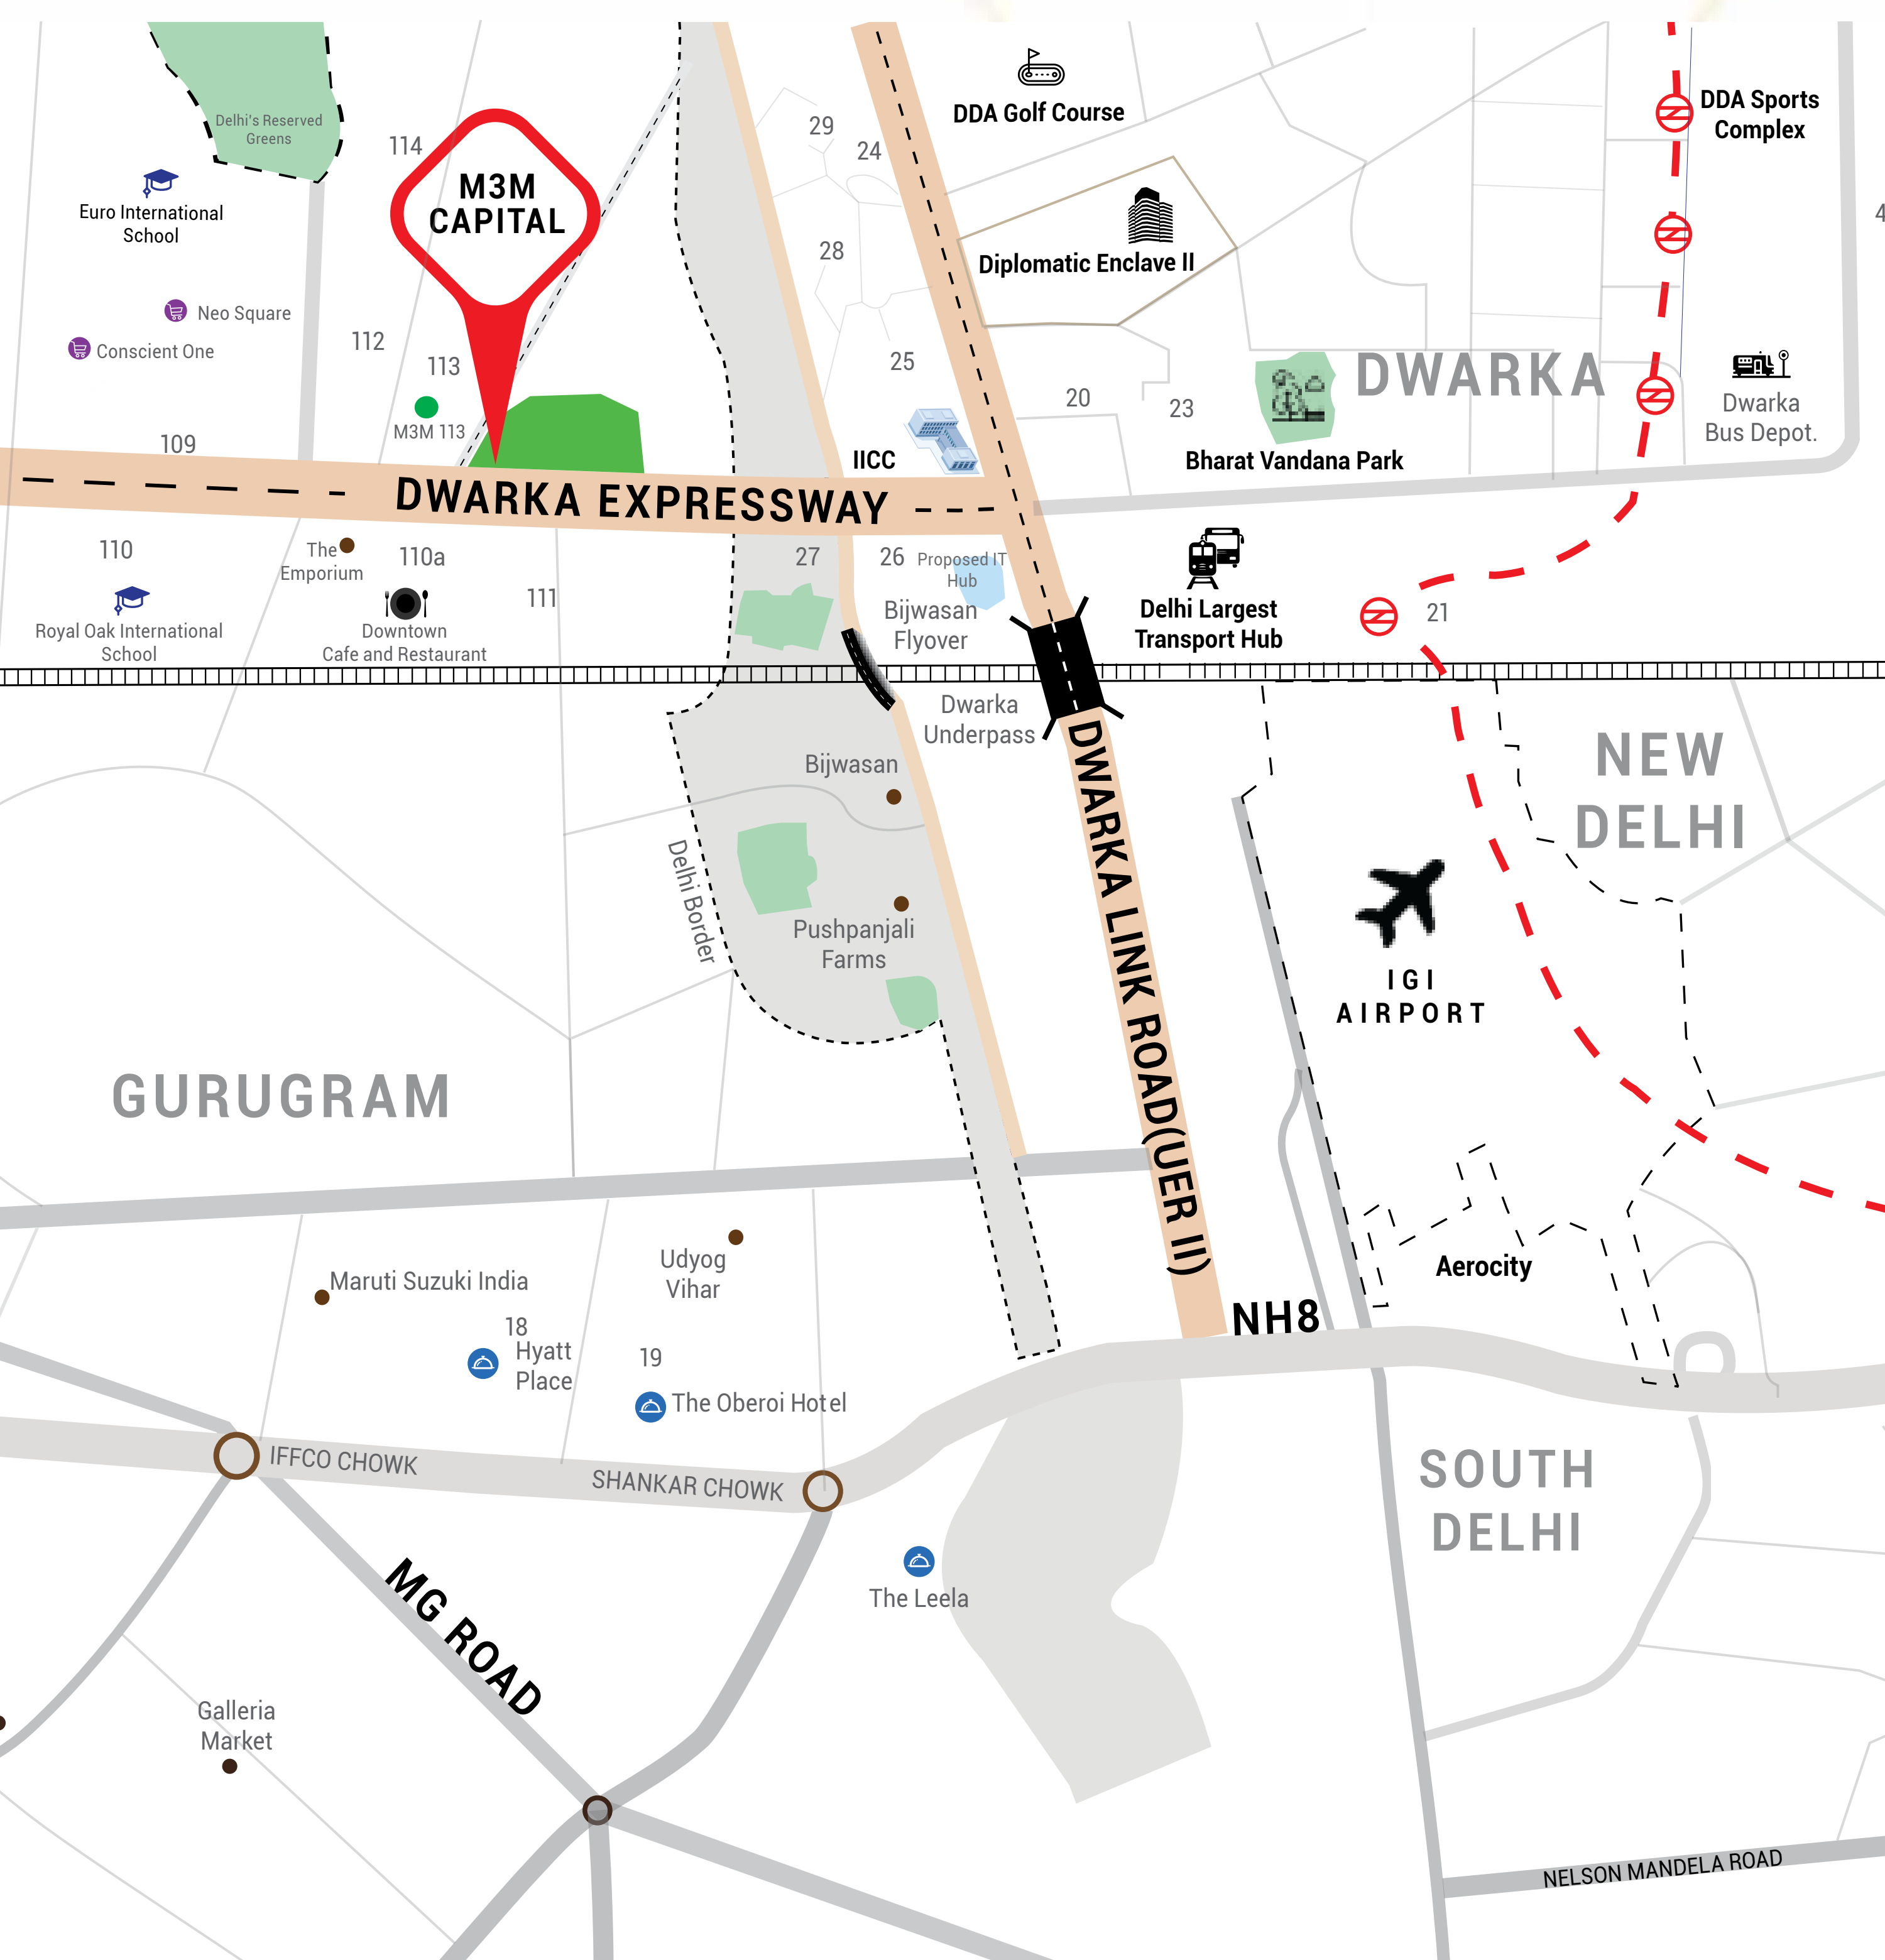 DDA Golf Course
DDA Sports
Complex
Delhi's Reserved
Greens
29
24
114
M3M
CAPITAL
Euro International
School
4
28
Diplomatic Enclave II
Neo Square
Conscient One
112
113
25
20
23
DWARKA
Dwarka
Bus Depot.
M3M 113
109
IICC
Bharat Vandana Park
DWARKA EXPRESSWAY
110
The
Emporium
110a
111
27
26
Proposed IT
Hub
Bijwasan
Flyover
Delhi Largest
Transport Hub
21
Royal Oak International
School
Downtown
Cafe and Restaurant
Dwarka
Underpass
Bijwasan
NEW
DELHI
Delhi Border
DWARKA LINK ROAD(UER II)
Pushpanjali
Farms
IGI
AIRPORT
GURUGRAM
Udyog
Vihar
Aerocity
Maruti Suzuki India
NH8
18
Hyatt
Place
19
The Oberoi Hotel
IFFCO CHOWK
SHANKAR CHOWK
SOUTH
DELHI
The Leela
MG ROAD
Galleria
Market
NELSON MANDELA ROAD